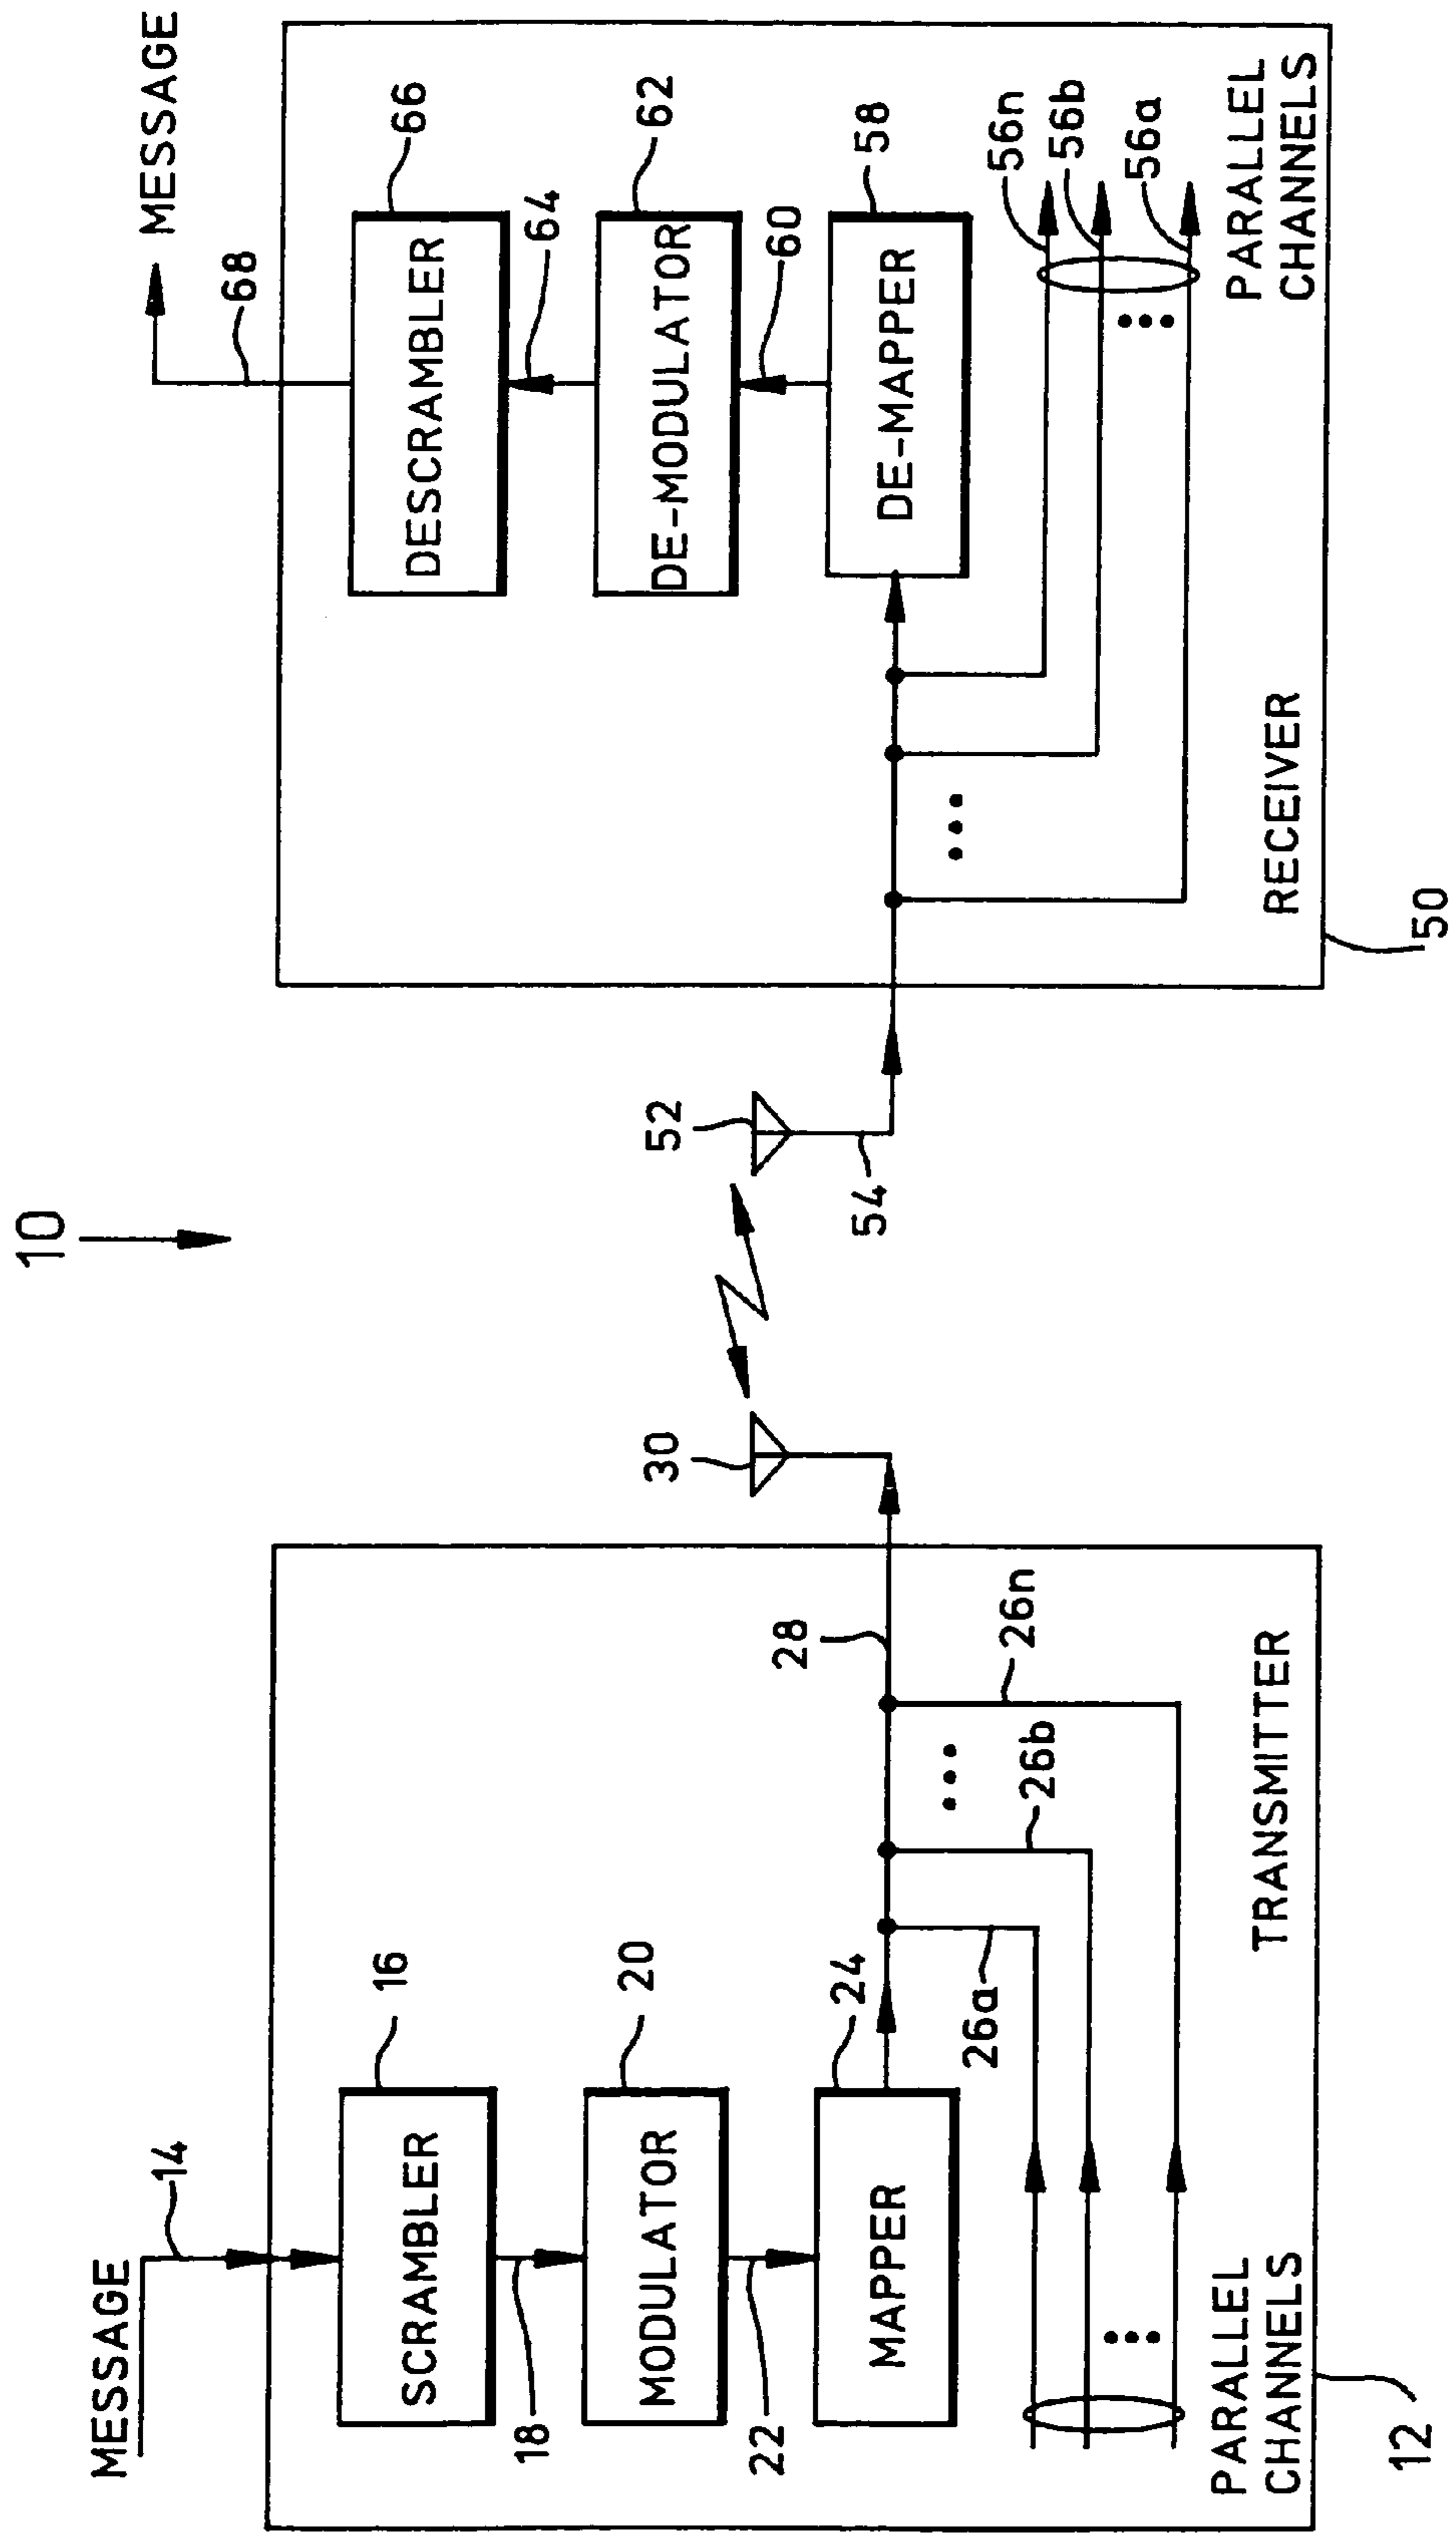 10
MESSAGE
14
SCRAMBLER
16
18
MODULATOR
20
22
MAPPER
24
26a
26b
26n
28
PARALLEL
CHANNELS
TRANSMITTER
12
30
52
54
MESSAGE
68
DESCRAMBLER
66
64
DE-MODULATOR
62
60
DE-MAPPER
58
56n
56b
56a
PARALLEL
CHANNELS
RECEIVER
50